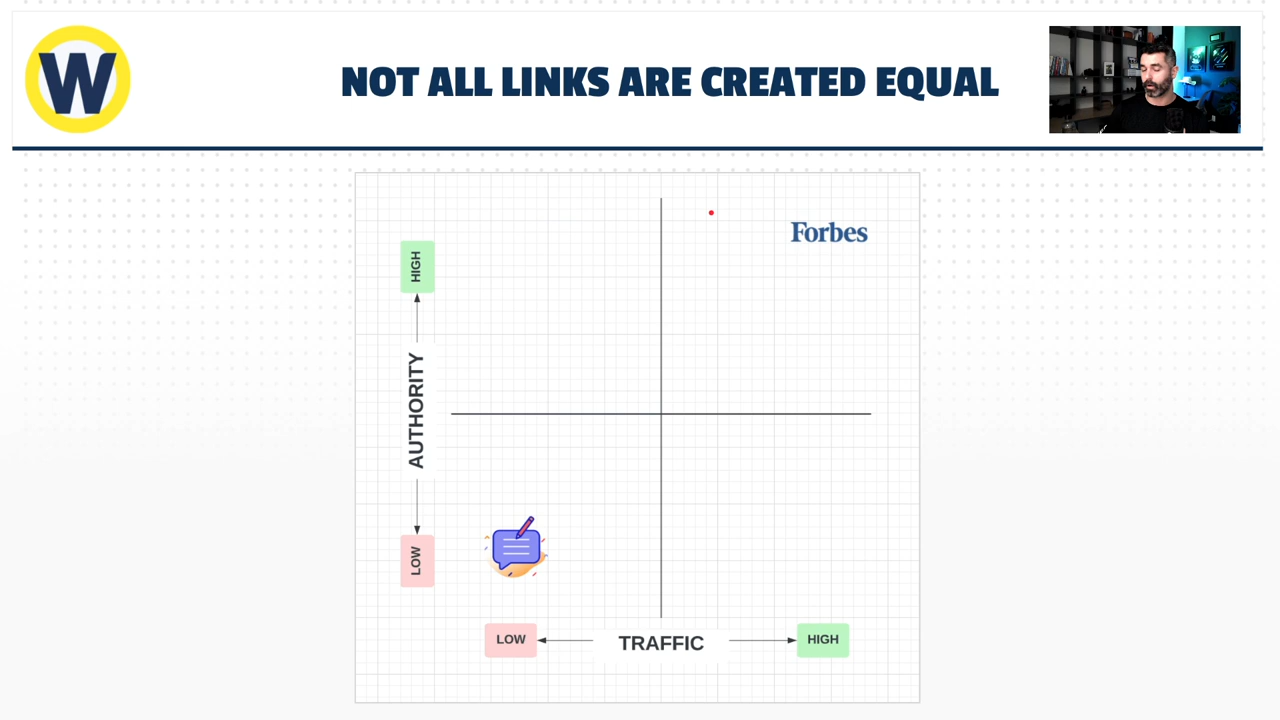 W
NOT ALL LINKS ARE CREATED EQUAL
Forbes
HIGH
AUTHORITY
LOW
LOW
TRAFFIC
HIGH